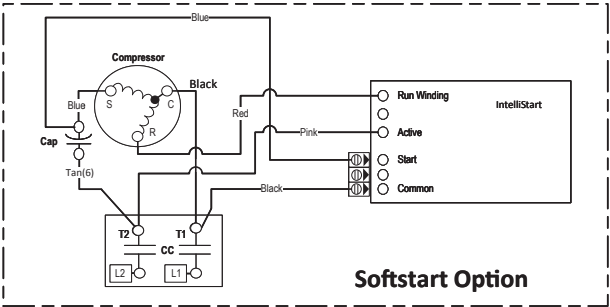 Blue
Compressor
Black
S
C
R
Blue
Cap
Tan(6)
Red
Pink
Black
Run Winding
IntelliStart
Active
Start
Common
T2
T1
CC
L2
L1
Softstart Option